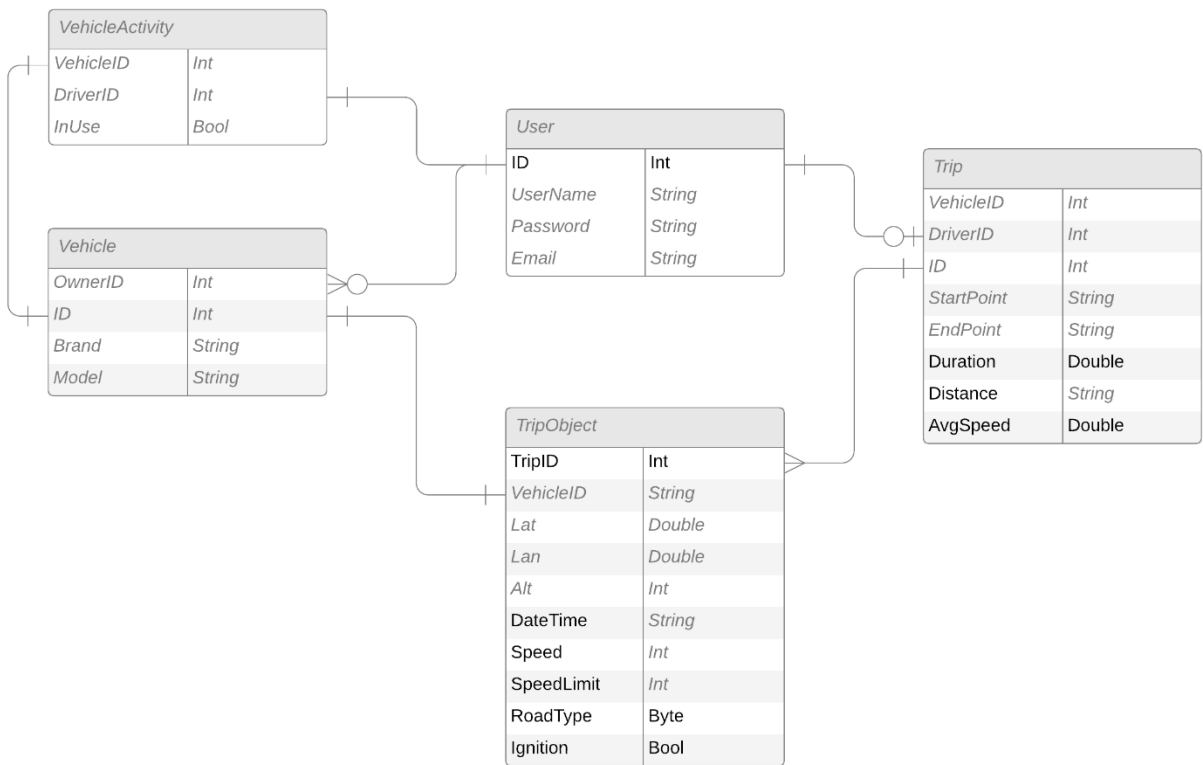 VehicleActivity
VehicleID Int
DriverID Int
InUse Bool
Vehicle
OwnerID Int
ID Int
Brand String
Model String
User
ID Int
UserName String
Password String
Email String
TripObject
TripID Int
VehicleID String
Lat Double
Lan Double
Alt Int
DateTime String
Speed Int
SpeedLimit Int
RoadType Byte
Ignition Bool
Trip
VehicleID Int
DriverID Int
ID Int
StartPoint String
EndPoint String
Duration Double
Distance String
AvgSpeed Double